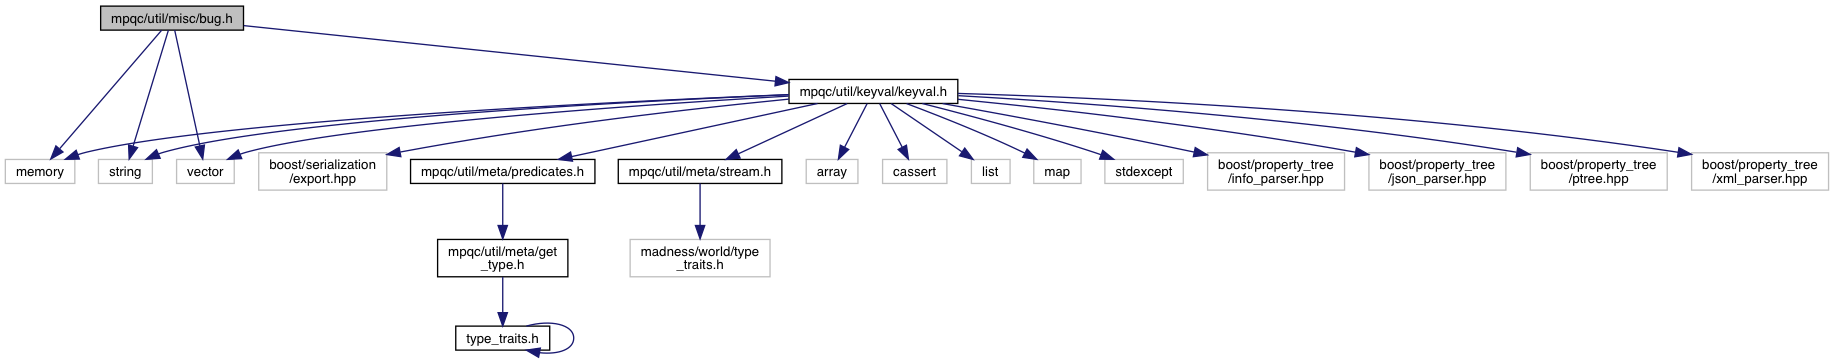 mpqc/util/misc/bug.h
mpqc/util/keyval/keyval.h
memory
string
vector
boost/serialization
/export.hpp
mpqc/util/meta/predicates.h
mpqc/util/meta/stream.h
array
cassert
list
map
stdexcept
boost/property_tree
/info_parser.hpp
boost/property_tree
/json_parser.hpp
boost/property_tree
/ptree.hpp
boost/property_tree
/xml_parser.hpp
mpqc/util/meta/get
_type.h
madness/world/type
_traits.h
type_traits.h